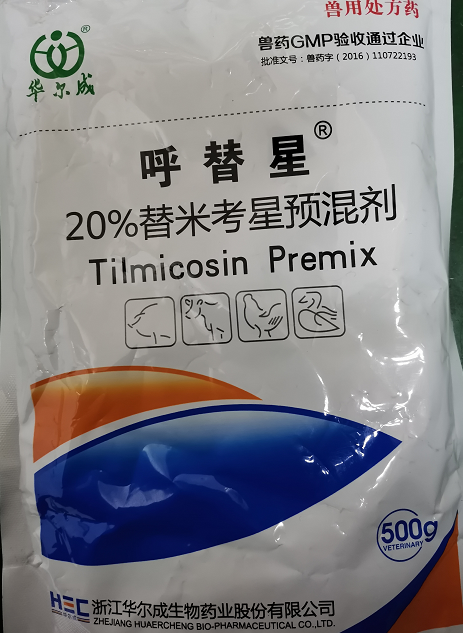 兽用处方药
兽药GMP验收通过企业
批准文号：兽药字（2016）110722193
华尔成®
呼替星®
20%替米考星预混剂
Tilmicosin Premix
500g
VETERINARY
HEC 浙江华尔成生物药业股份有限公司
ZHEJIANG HUAERCHENG BIO-PHARMACEUTICAL CO.,LTD.